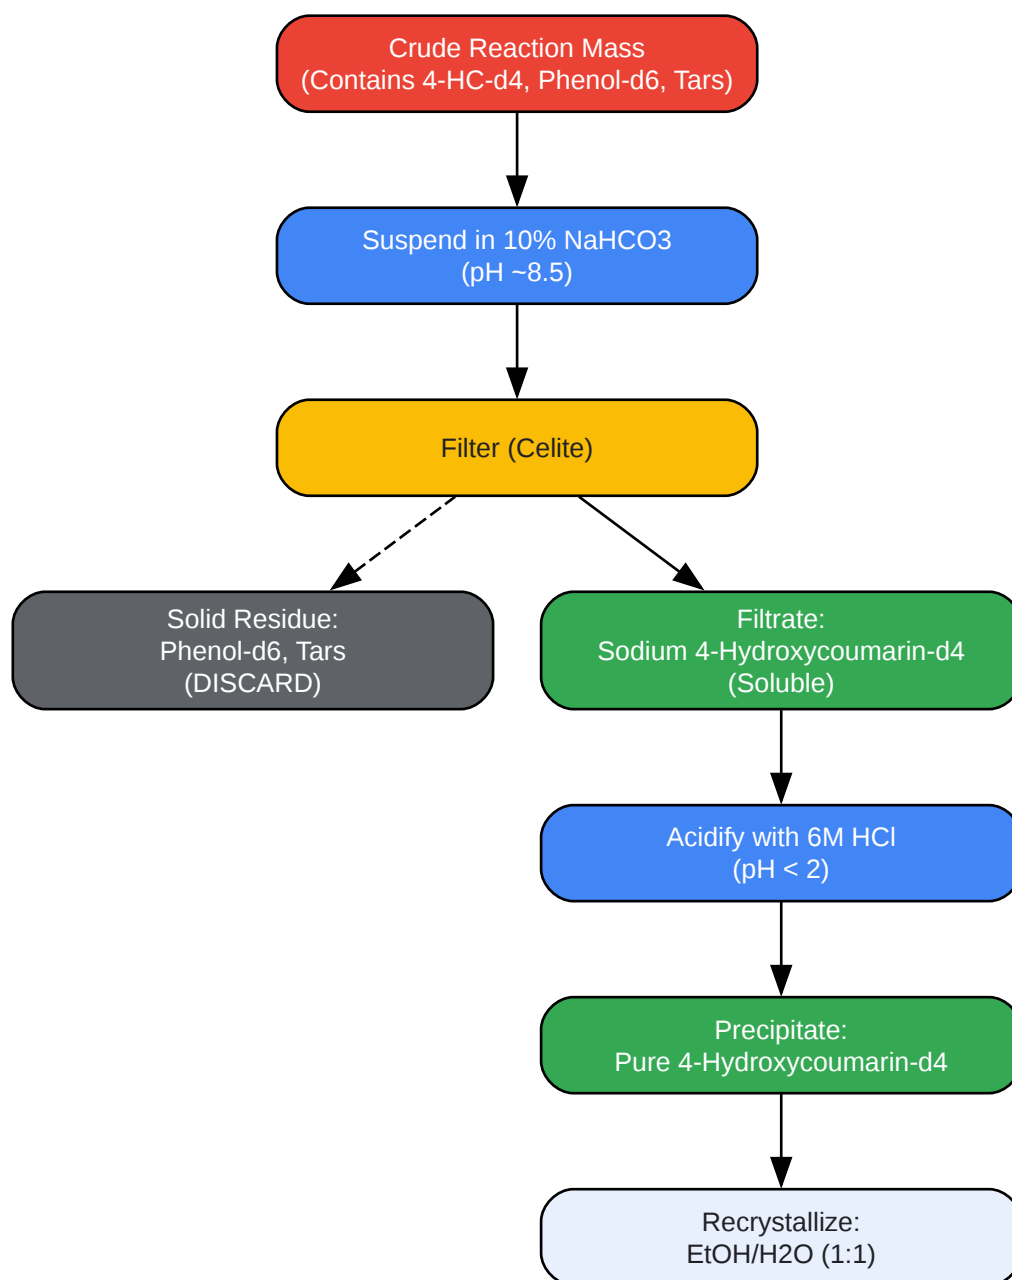 Crude Reaction Mass
(Contains 4-HC-d4, Phenol-d6, Tars)
Suspend in 10% NaHCO3
(pH ~8.5)
Filter (Celite)
Solid Residue:
Phenol-d6, Tars
(DISCARD)
Filtrate:
Sodium 4-Hydroxycoumarin-d4
(Soluble)
Acidify with 6M HCl
(pH < 2)
Precipitate:
Pure 4-Hydroxycoumarin-d4
Recrystallize:
EtOH/H2O (1:1)